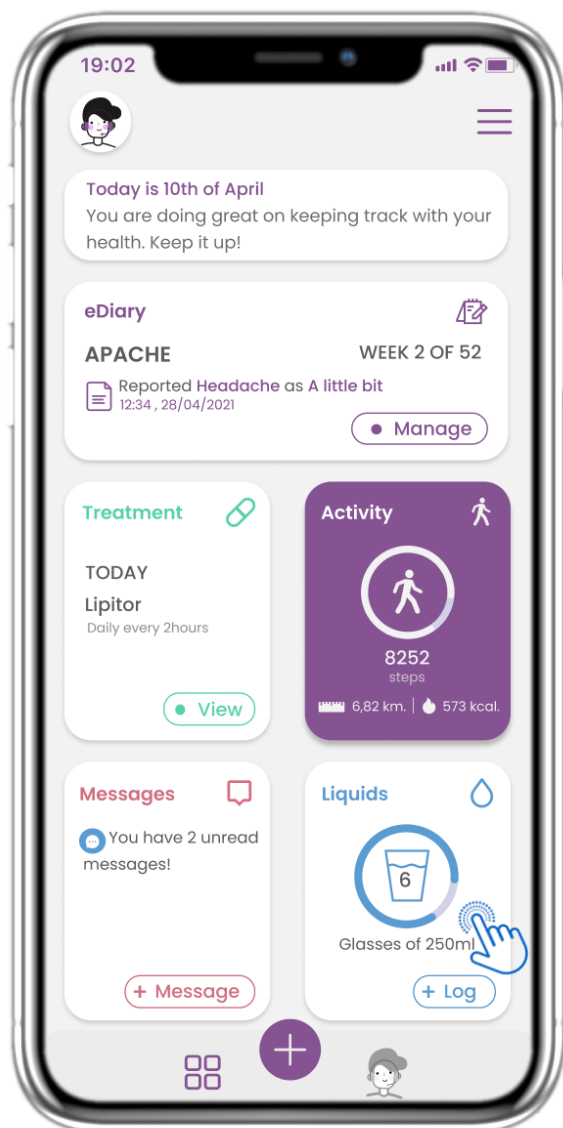 19:02
Today is 10th of April
You are doing great on keeping track with your
health. Keep it up!
eDiary
APACHE
WEEK 2 OF 52
Reported Headache as A little bit
12:34 , 28/04/2021
Manage
Treatment
TODAY
Lipitor
Daily every 2hours
View
Activity
8252
steps
6,82 km.
573 kcal.
Messages
You have 2 unread
messages!
+ Message
Liquids
6
Glasses of 250ml
+ Log